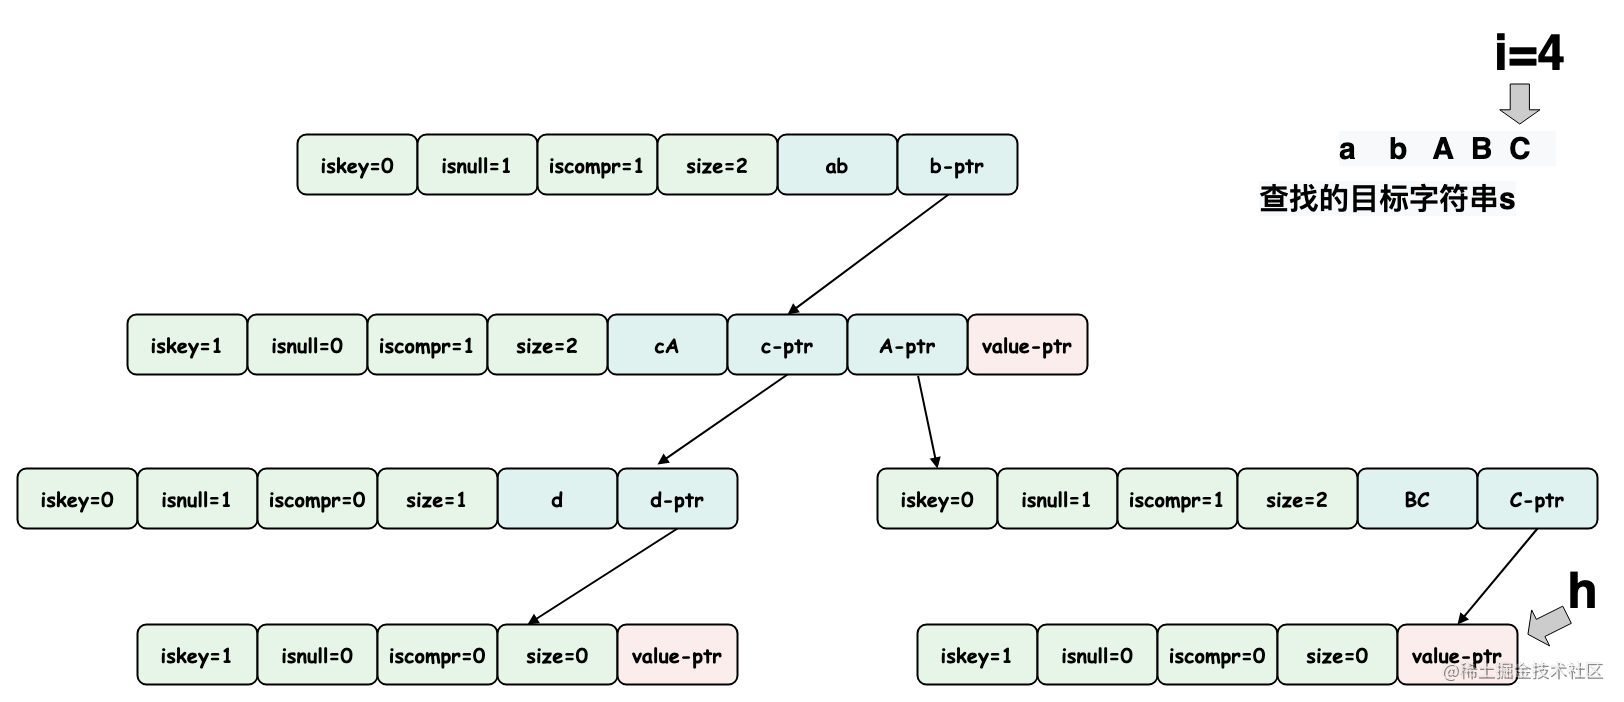 i=4
a b A B C
查找的目标字符串s
iskey=0 isnull=1 iscompr=1 size=2 ab b-ptr
iskey=1 isnull=0 iscompr=1 size=2 cA c-ptr A-ptr value-ptr
iskey=0 isnull=1 iscompr=0 size=1 d d-ptr
iskey=0 isnull=1 iscompr=1 size=2 BC C-ptr
h
iskey=1 isnull=0 iscompr=0 size=0 value-ptr
iskey=1 isnull=0 iscompr=0 size=0 value-ptr
@稀土掘金技术社区